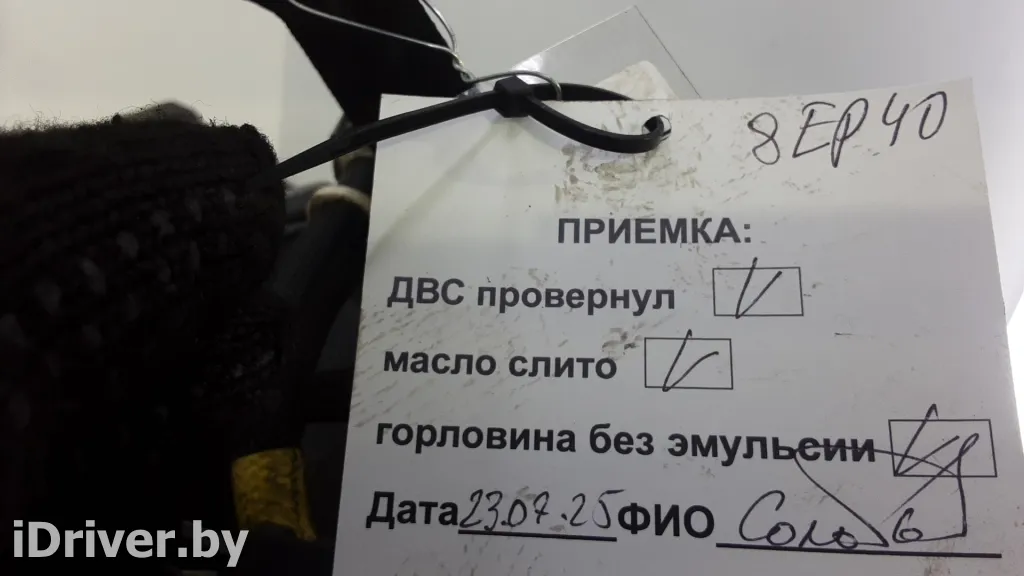 8EP40
ПРИЕМКА:
ДВС провернул
масло слито
горловина без эмульсии
Дата 23.07.25 ФИО
iDriver.by